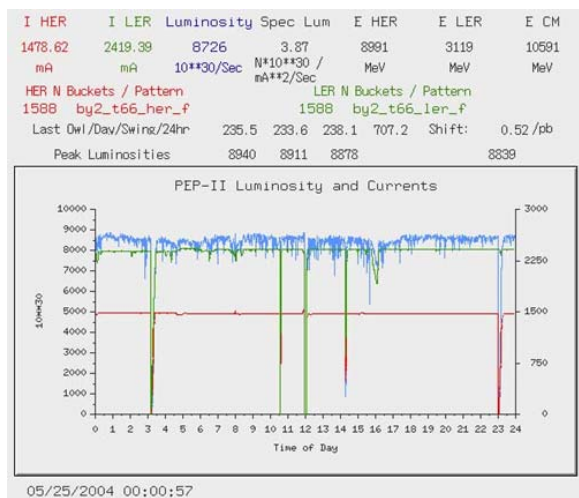 I HER I LER Luminosity Spec Lum E HER E LER E CM
1478.62 2419.39 8726 3.87 8991 3119 10591
mA mA 10**30/Sec N*10**30 / mA**2/Sec MeV MeV MeV
HER N Buckets / Pattern LER N Buckets / Pattern
1588 by2_t66_her_f 1588 by2_t66_ler_f
Last Owl/Day/Swing/24hr 235.5 233.6 238.1 707.2 Shift: 0.52 /pb
Peak Luminosities 8940 8911 8878 8839
PEP-II Luminosity and Currents
10000 3000
9000
8000 2250
7000
6000
5000 1500
4000
3000 750
2000
1000
0 0
10**30
0 1 2 3 4 5 6 7 8 9 10 11 12 13 14 15 16 17 18 19 20 21 22 23 24
Time of Day
05/25/2004 00:00:57